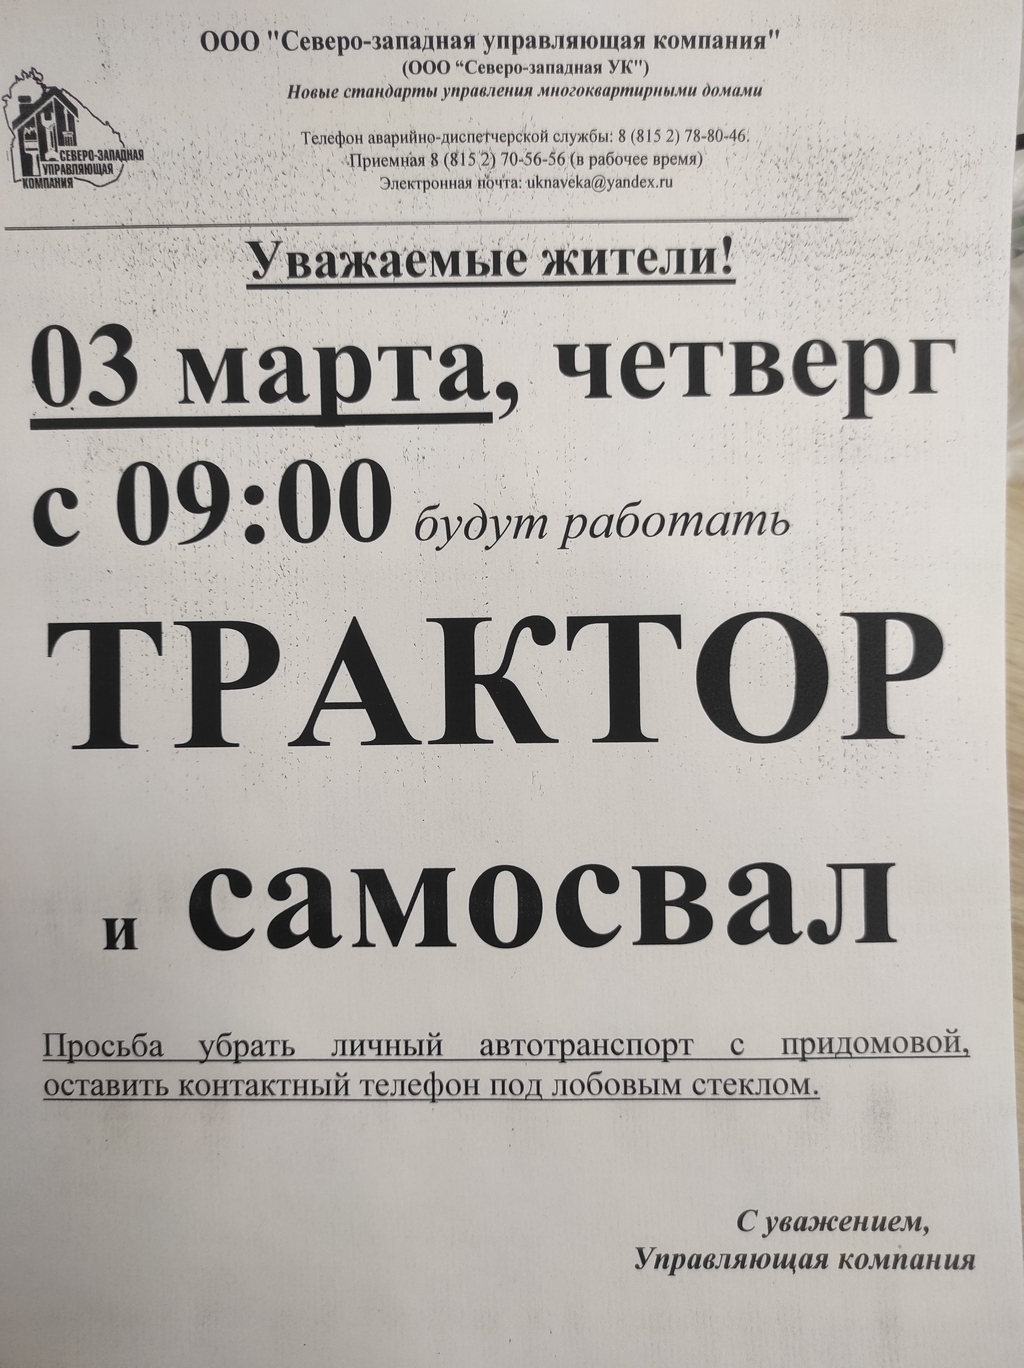 ООО "Северо-западная управляющая компания"
(ООО “Северо-западная УК")
Новые стандарты управления многоквартирными домами
Телефон аварийно-диспетчерской службы: 8 (815 2) 78-80-46.
Приемная 8 (815 2) 70-56-56 (в рабочее время)
Электронная почта: uknaveka@yandex.ru
СЕВЕРО-ЗАПАДНАЯ
УПРАВЛЯЮЩАЯ
КОМПАНИЯ
Уважаемые жители!
03 марта, четверг
с 09:00 будут работать
ТРАКТОР
и самосвал
Просьба убрать личный автотранспорт с придомовой,
оставить контактный телефон под лобовым стеклом.
С уважением,
Управляющая компания